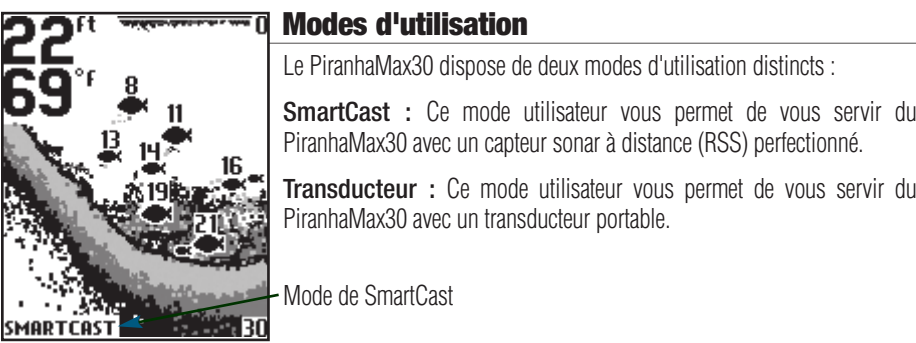 22 ft
0
69 °f
8
11
13
14
16
19
21
SMARTCAST
30
Modes d'utilisation
Le PiranhaMax30 dispose de deux modes d'utilisation distincts :
SmartCast : Ce mode utilisateur vous permet de vous servir du
PiranhaMax30 avec un capteur sonar à distance (RSS) perfectionné.
Transducteur : Ce mode utilisateur vous permet de vous servir du
PiranhaMax30 avec un transducteur portable.
Mode de SmartCast